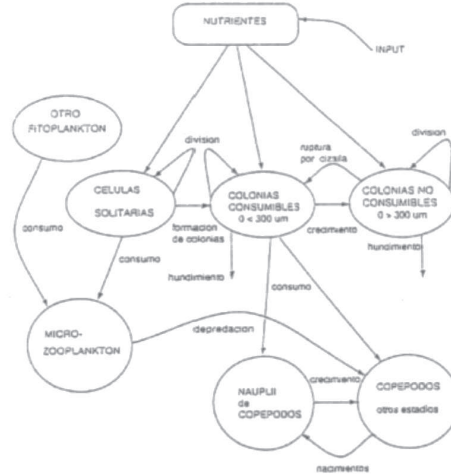 NUTRIENTES
INPUT
OTRO
FITOPLANKTON
division
ruptura
por cizalla
division
CELULAS
SOLITARIAS
COLONIAS
CONSUMIBLES
0 < 300 um
COLONIAS NO
CONSUMIBLES
0 > 300 um
consumo
formacion
de colonias
crecimiento
consumo
hundimiento
hundimiento
consumo
MICRO-
ZOOPLANKTON
depredacion
NAUPLII
de
COPEPODOS
crecimiento
COPEPODOS
otros estadios
nacimientos